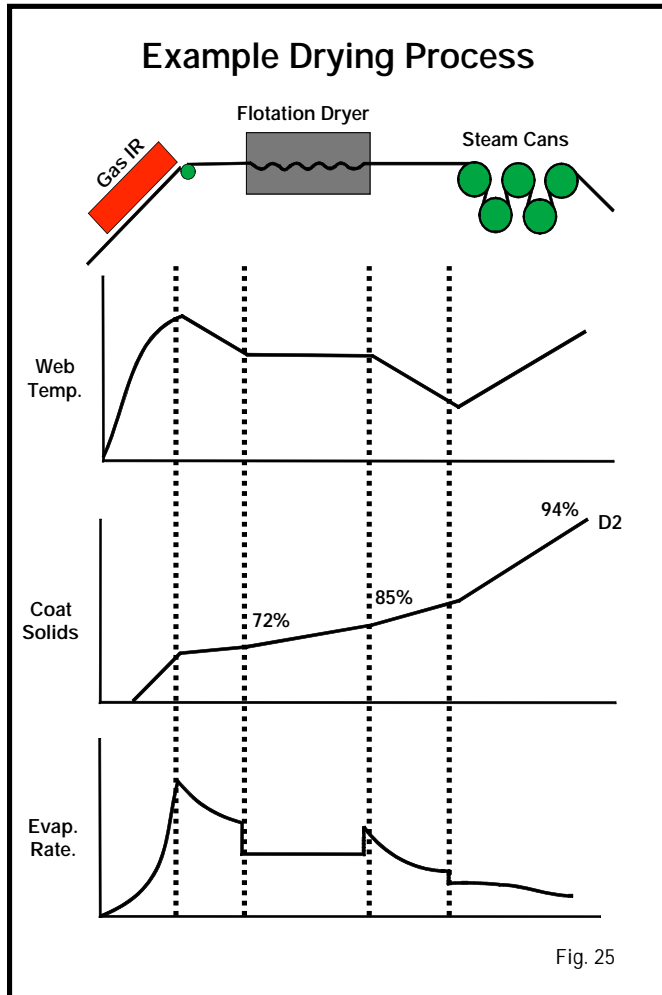 Example Drying Process
Flotation Dryer
Gas IR
Steam Cans
Web
Temp.
94%
D2
85%
Coat
Solids
72%
Evap.
Rate.
Fig. 25